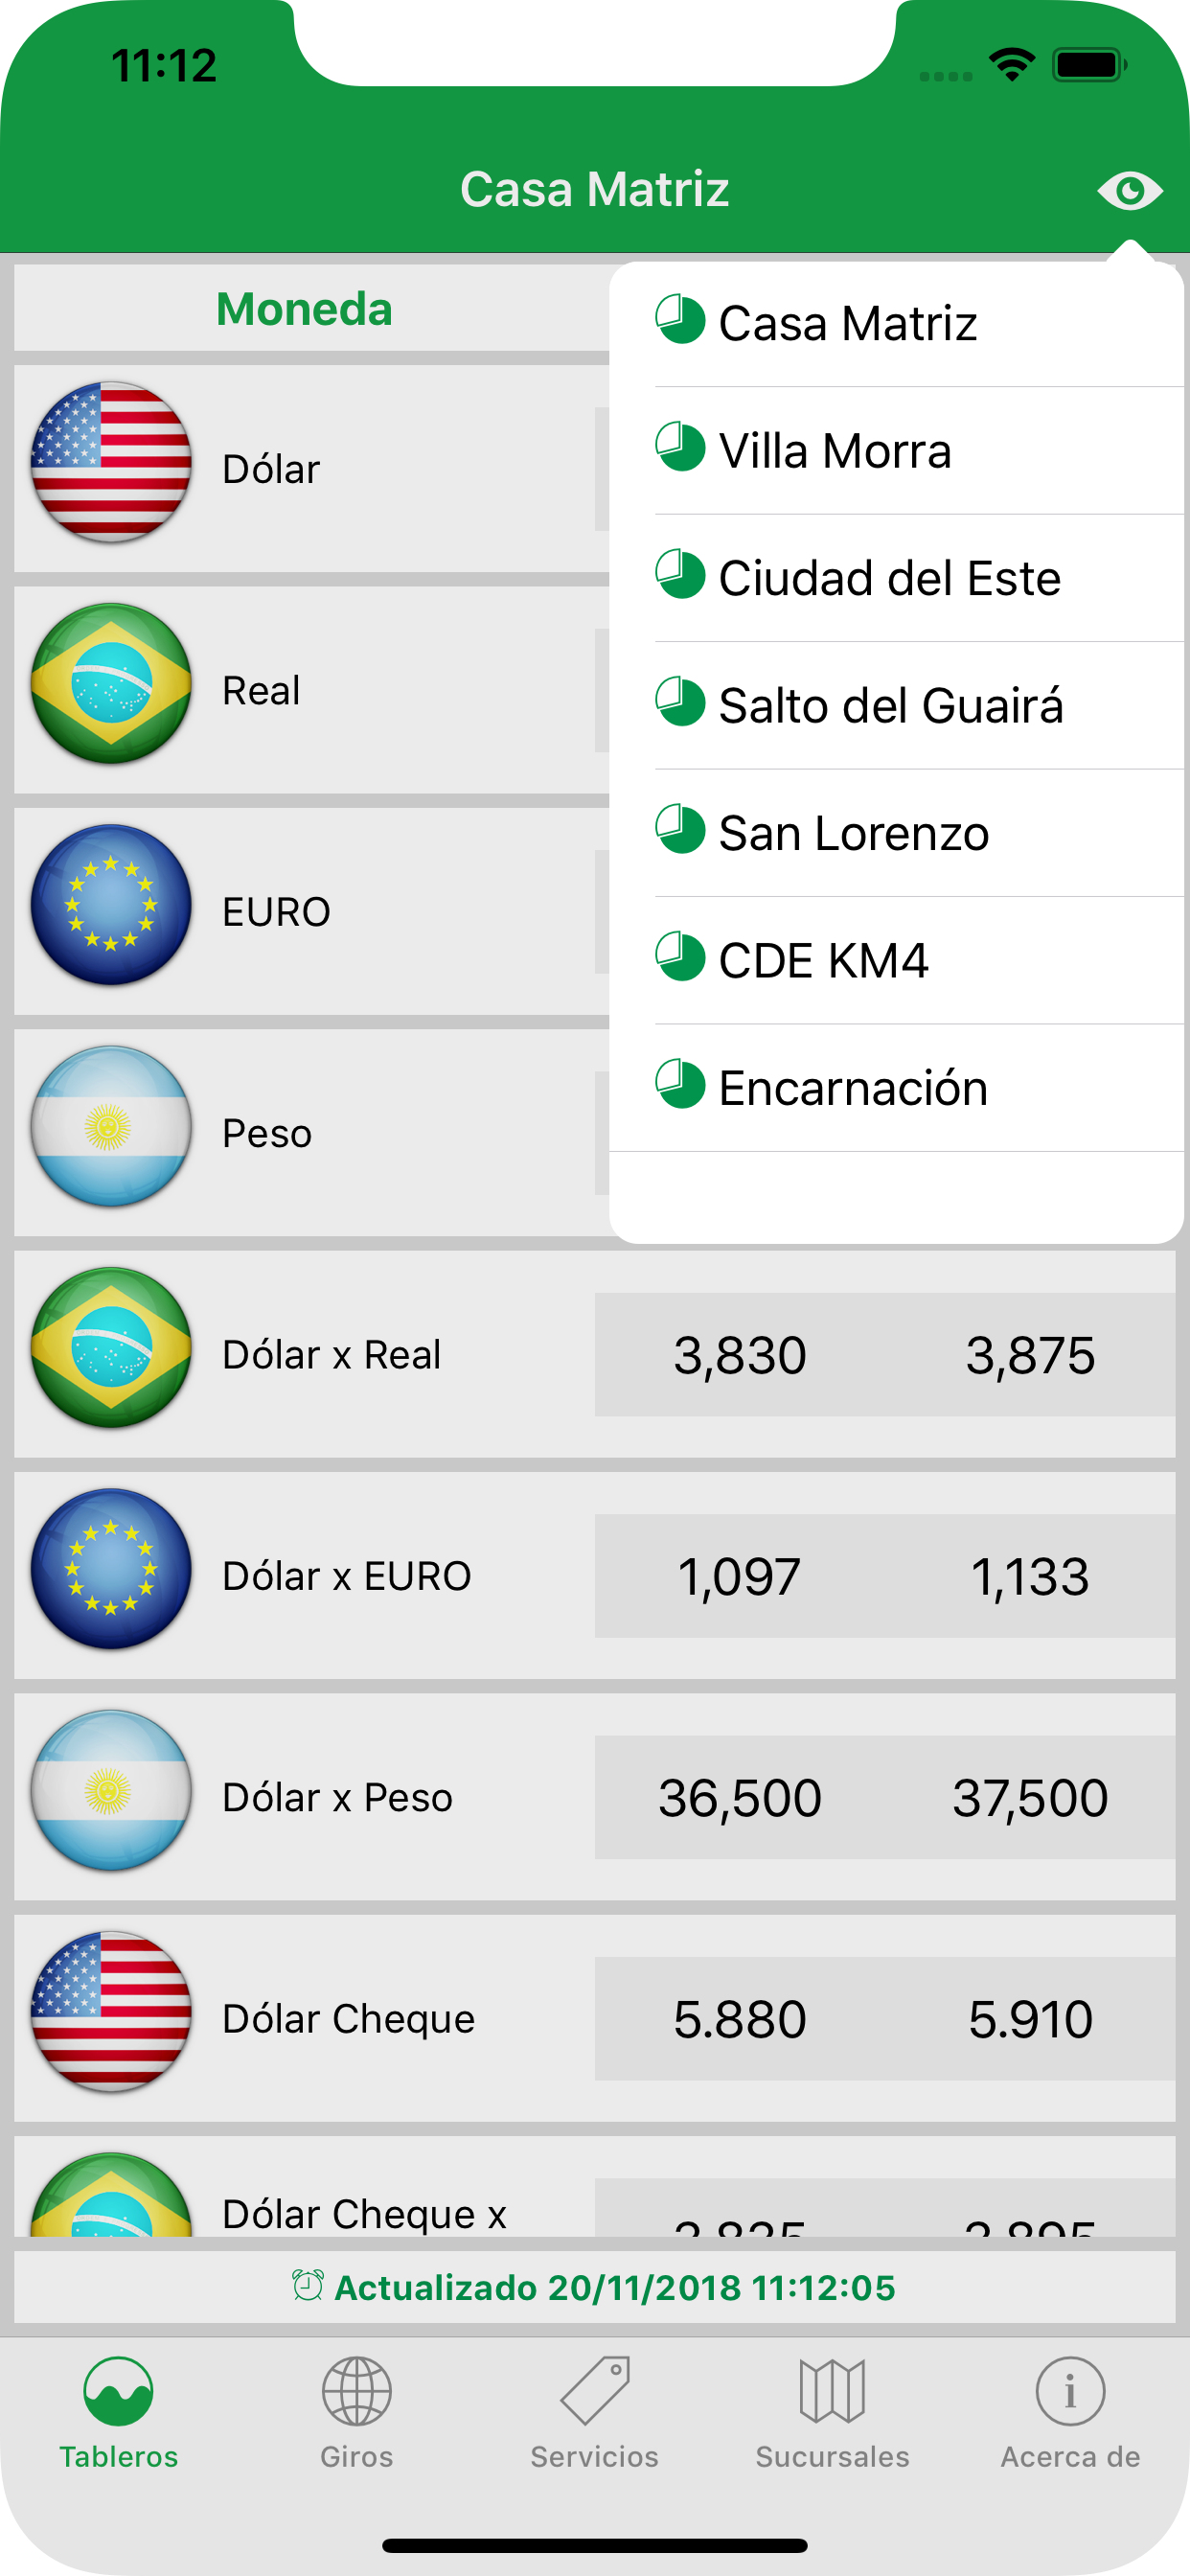 11:12
Casa Matriz
Moneda
Casa Matriz
Villa Morra
Ciudad del Este
Salto del Guairá
San Lorenzo
CDE KM4
Encarnación
Dólar
Real
EURO
Peso
Dólar x Real 3,830 3,875
Dólar x EURO 1,097 1,133
Dólar x Peso 36,500 37,500
Dólar Cheque 5.880 5.910
Dólar Cheque x
Actualizado 20/11/2018 11:12:05
Tableros Giros Servicios Sucursales Acerca de